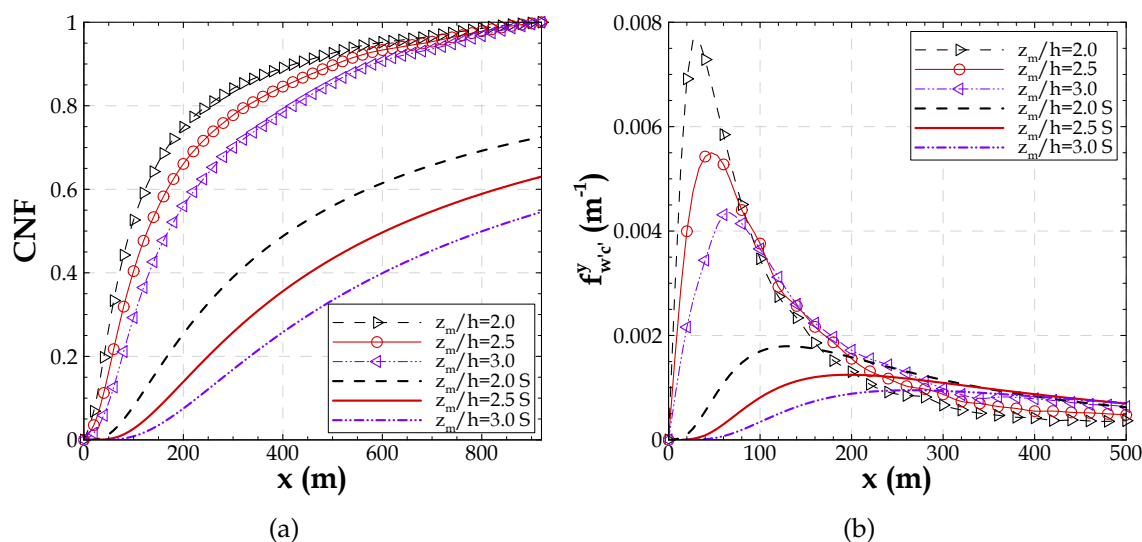 1
0.8
0.6
0.4
0.2
0
CNF
0 200 400 600 800
x (m)
z_m/h=2.0
z_m/h=2.5
z_m/h=3.0
z_m/h=2.0 S
z_m/h=2.5 S
z_m/h=3.0 S
(a)
0.008
0.006
0.004
0.002
0
f^y_w'c' (m^-1)
0 100 200 300 400 500
x (m)
z_m/h=2.0
z_m/h=2.5
z_m/h=3.0
z_m/h=2.0 S
z_m/h=2.5 S
z_m/h=3.0 S
(b)